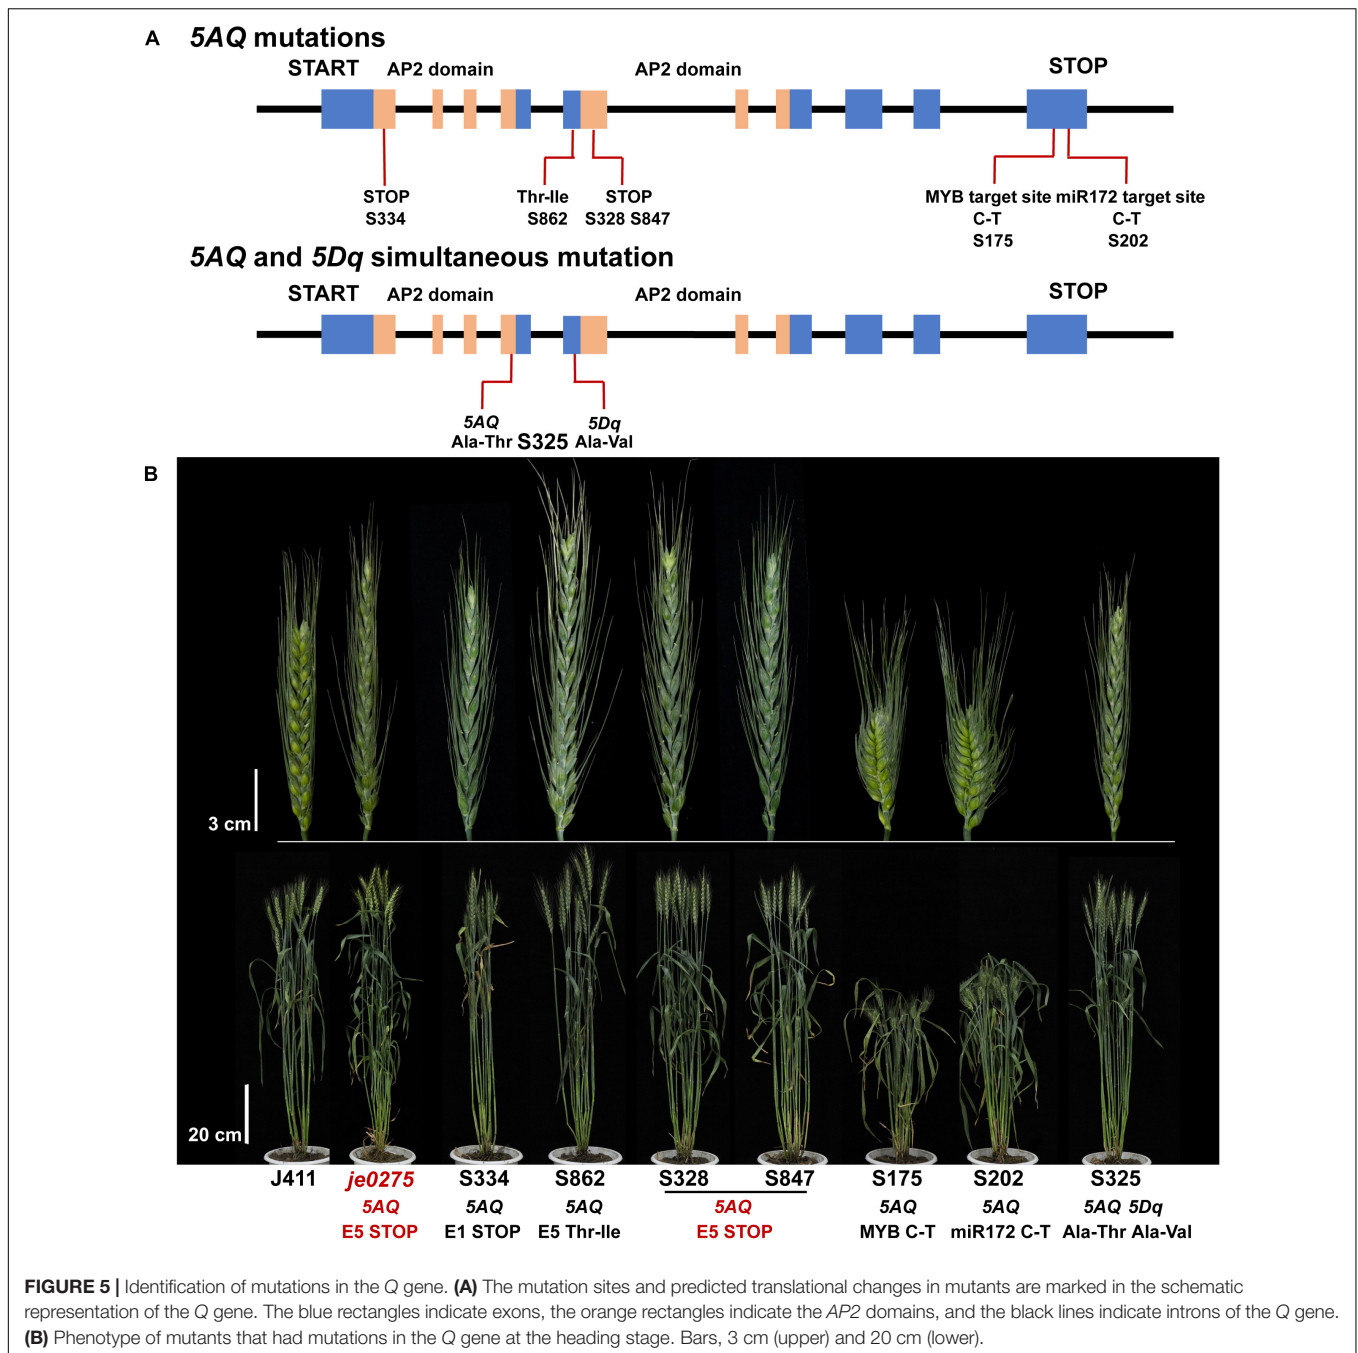 A 5AQ mutations
START AP2 domain AP2 domain STOP
STOP Thr-Ile STOP MYB target site miR172 target site
S334 S862 S328 S847 C-T C-T
S175 S202
5AQ and 5Dq simultaneous mutation
START AP2 domain AP2 domain STOP
5AQ 5Dq
Ala-Thr S325 Ala-Val
B
3 cm
20 cm
J411 je0275 S334 S862 S328 S847 S175 S202 S325
5AQ 5AQ 5AQ 5AQ 5AQ 5AQ 5AQ 5Dq
E5 STOP E1 STOP E5 Thr-Ile E5 STOP MYB C-T miR172 C-T Ala-Thr Ala-Val
FIGURE 5 | Identification of mutations in the Q gene. (A) The mutation sites and predicted translational changes in mutants are marked in the schematic
representation of the Q gene. The blue rectangles indicate exons, the orange rectangles indicate the AP2 domains, and the black lines indicate introns of the Q gene.
(B) Phenotype of mutants that had mutations in the Q gene at the heading stage. Bars, 3 cm (upper) and 20 cm (lower).